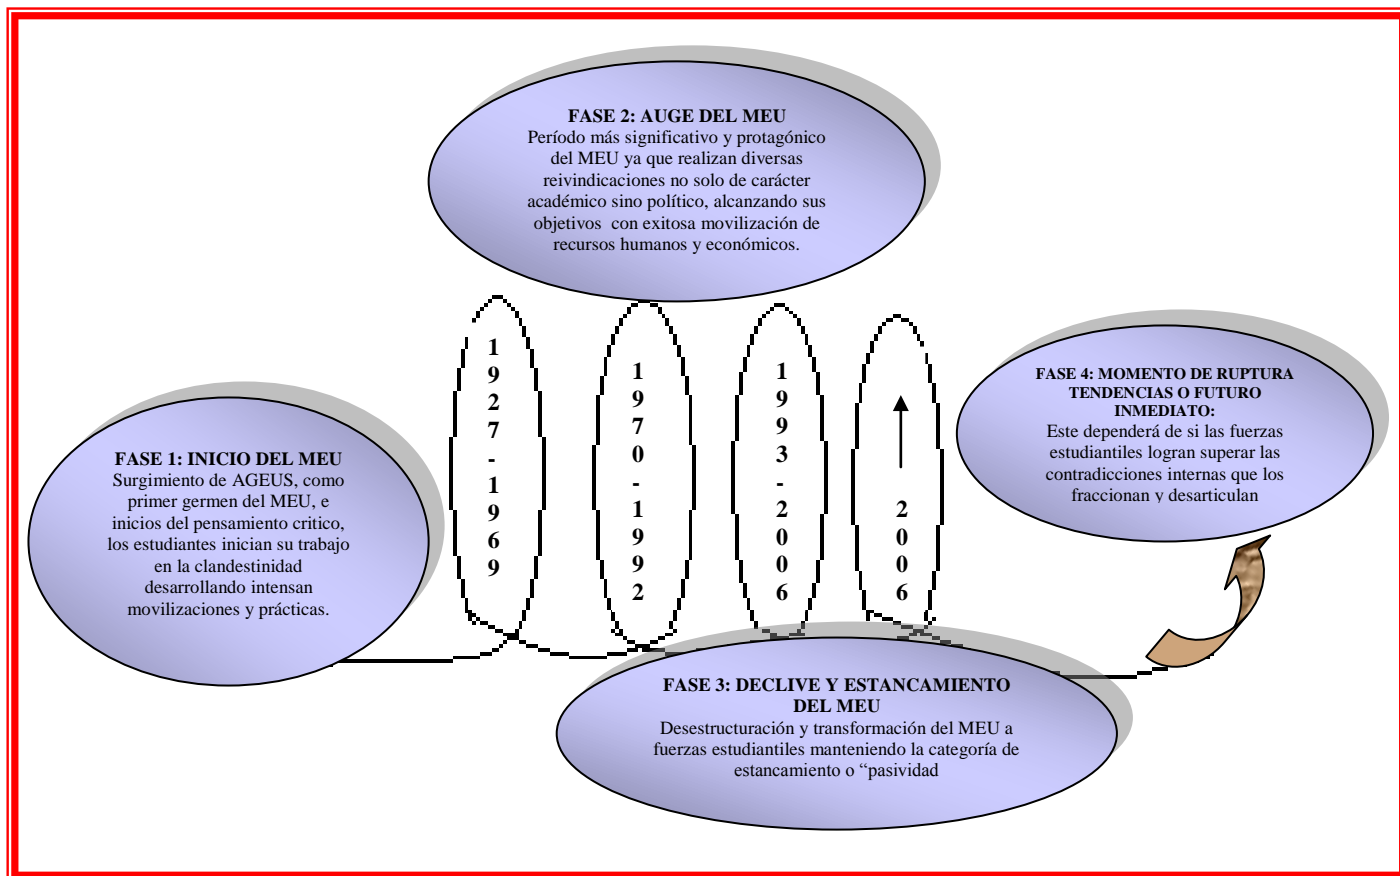 FASE 2: AUGE DEL MEU
Período más significativo y protagónico
del MEU ya que realizan diversas
reivindicaciones no solo de carácter
académico sino político, alcanzando sus
objetivos con exitosa movilización de
recursos humanos y económicos.
FASE 1: INICIO DEL MEU
Surgimiento de AGEUS, como
primer germen del MEU, e
inicios del pensamiento critico,
los estudiantes inician su trabajo
en la clandestinidad
desarrollando intensan
movilizaciones y prácticas.
1927-1969
1970-1992
1993-2006
2006
FASE 4: MOMENTO DE RUPTURA
TENDENCIAS O FUTURO
INMEDIATO:
Este dependerá de si las fuerzas
estudiantiles logran superar las
contradicciones internas que los
fraccionan y desarticulan
FASE 3: DECLIVE Y ESTANCAMIENTO
DEL MEU
Desestructuración y transformación del MEU a
fuerzas estudiantiles manteniendo la categoría de
estancamiento o “pasividad